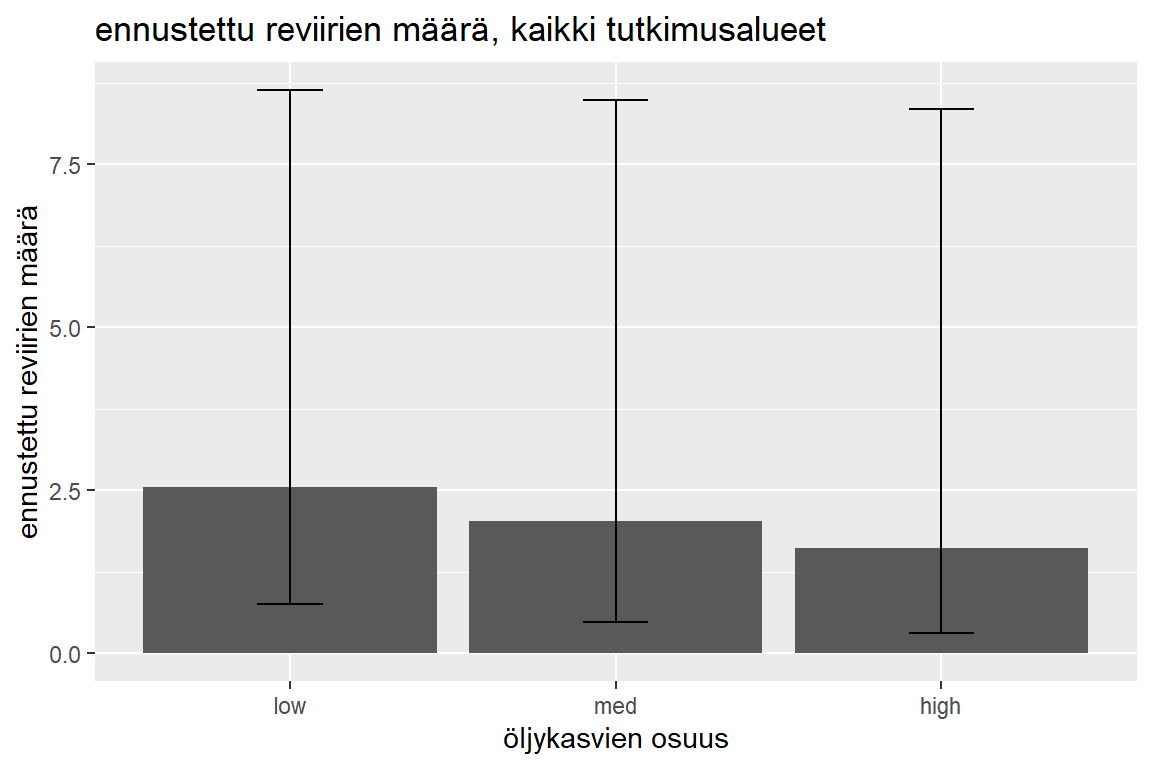 ennustettu reviirien määrä, kaikki tutkimusalueet
ennustettu reviirien määrä
7.5
5.0
2.5
0.0
low
med
high
öljykasvien osuus